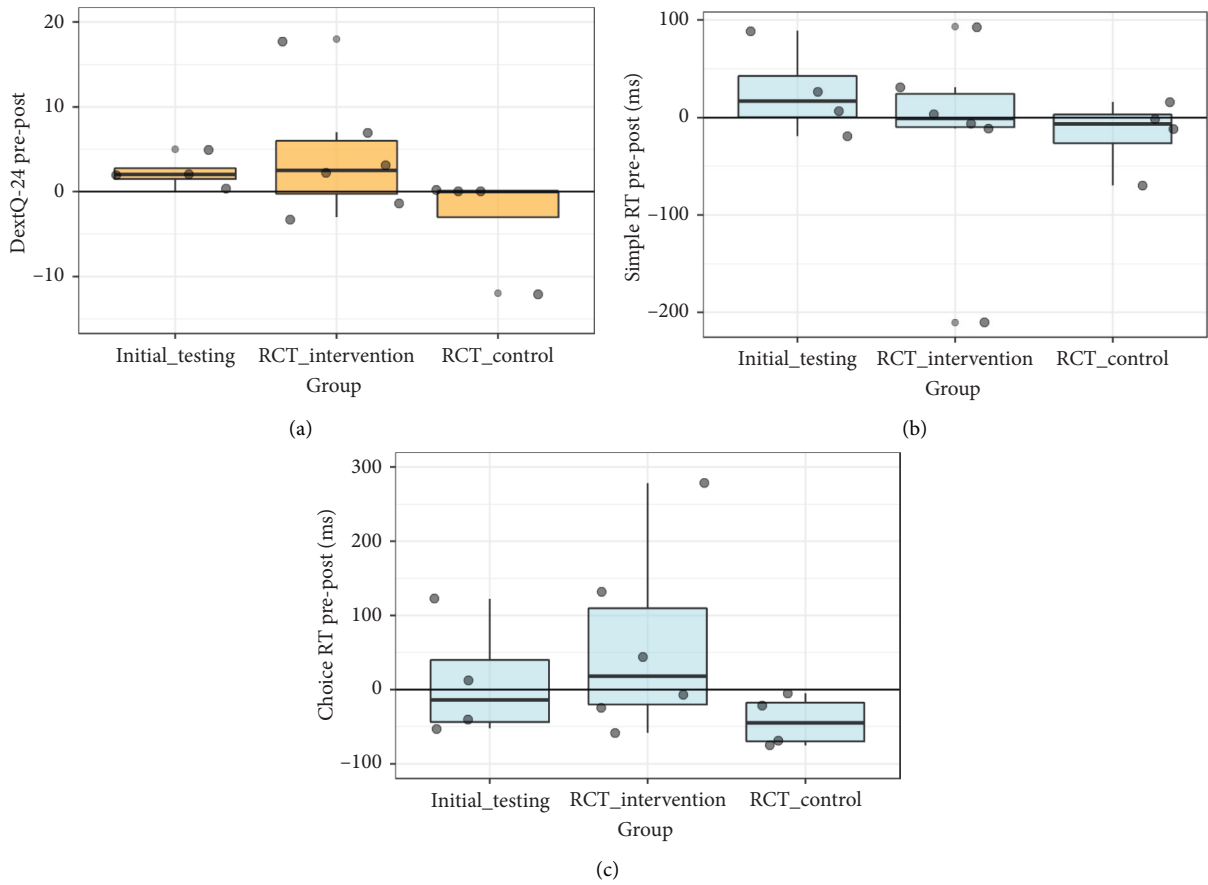 DextQ-24 pre-post
20
10
0
−10
Initial_testing RCT_intervention RCT_control
Group
(a)
Simple RT pre-post (ms)
100
0
−100
−200
Initial_testing RCT_intervention RCT_control
Group
(b)
Choice RT pre-post (ms)
300
200
100
0
−100
Initial_testing RCT_intervention RCT_control
Group
(c)